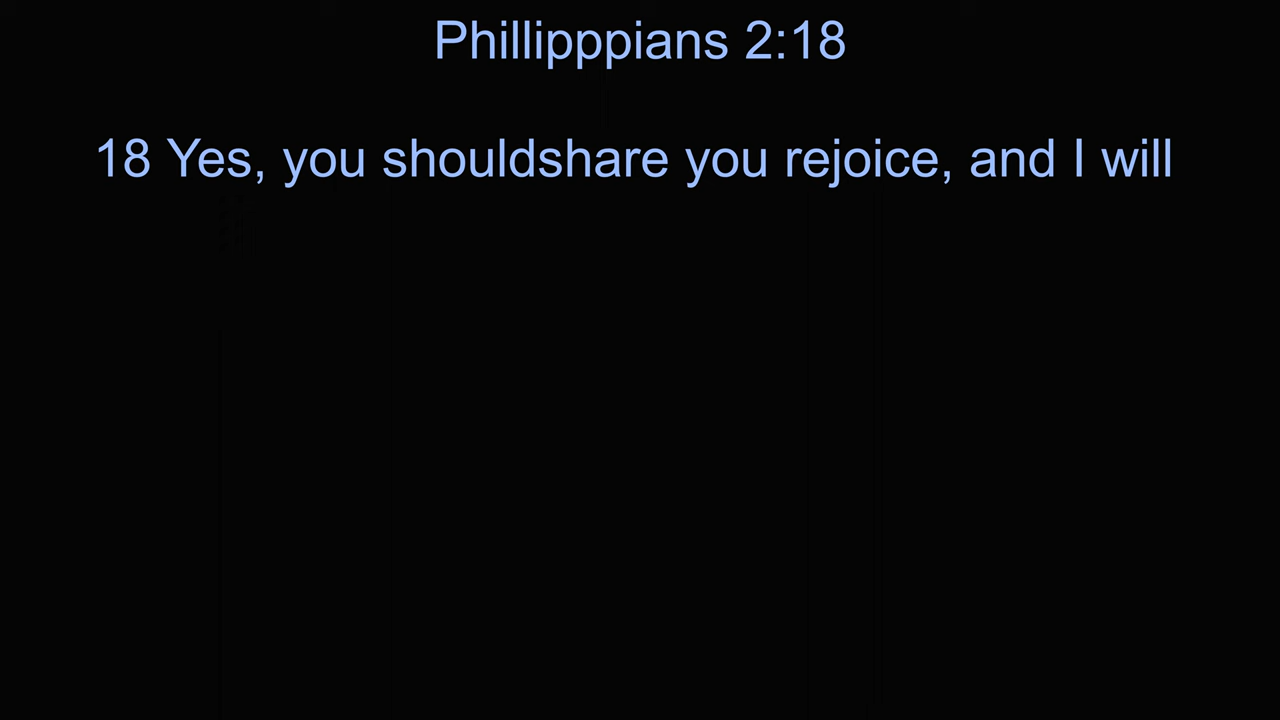 Phillipppians 2:18
18 Yes, you shouldshare you rejoice, and I will